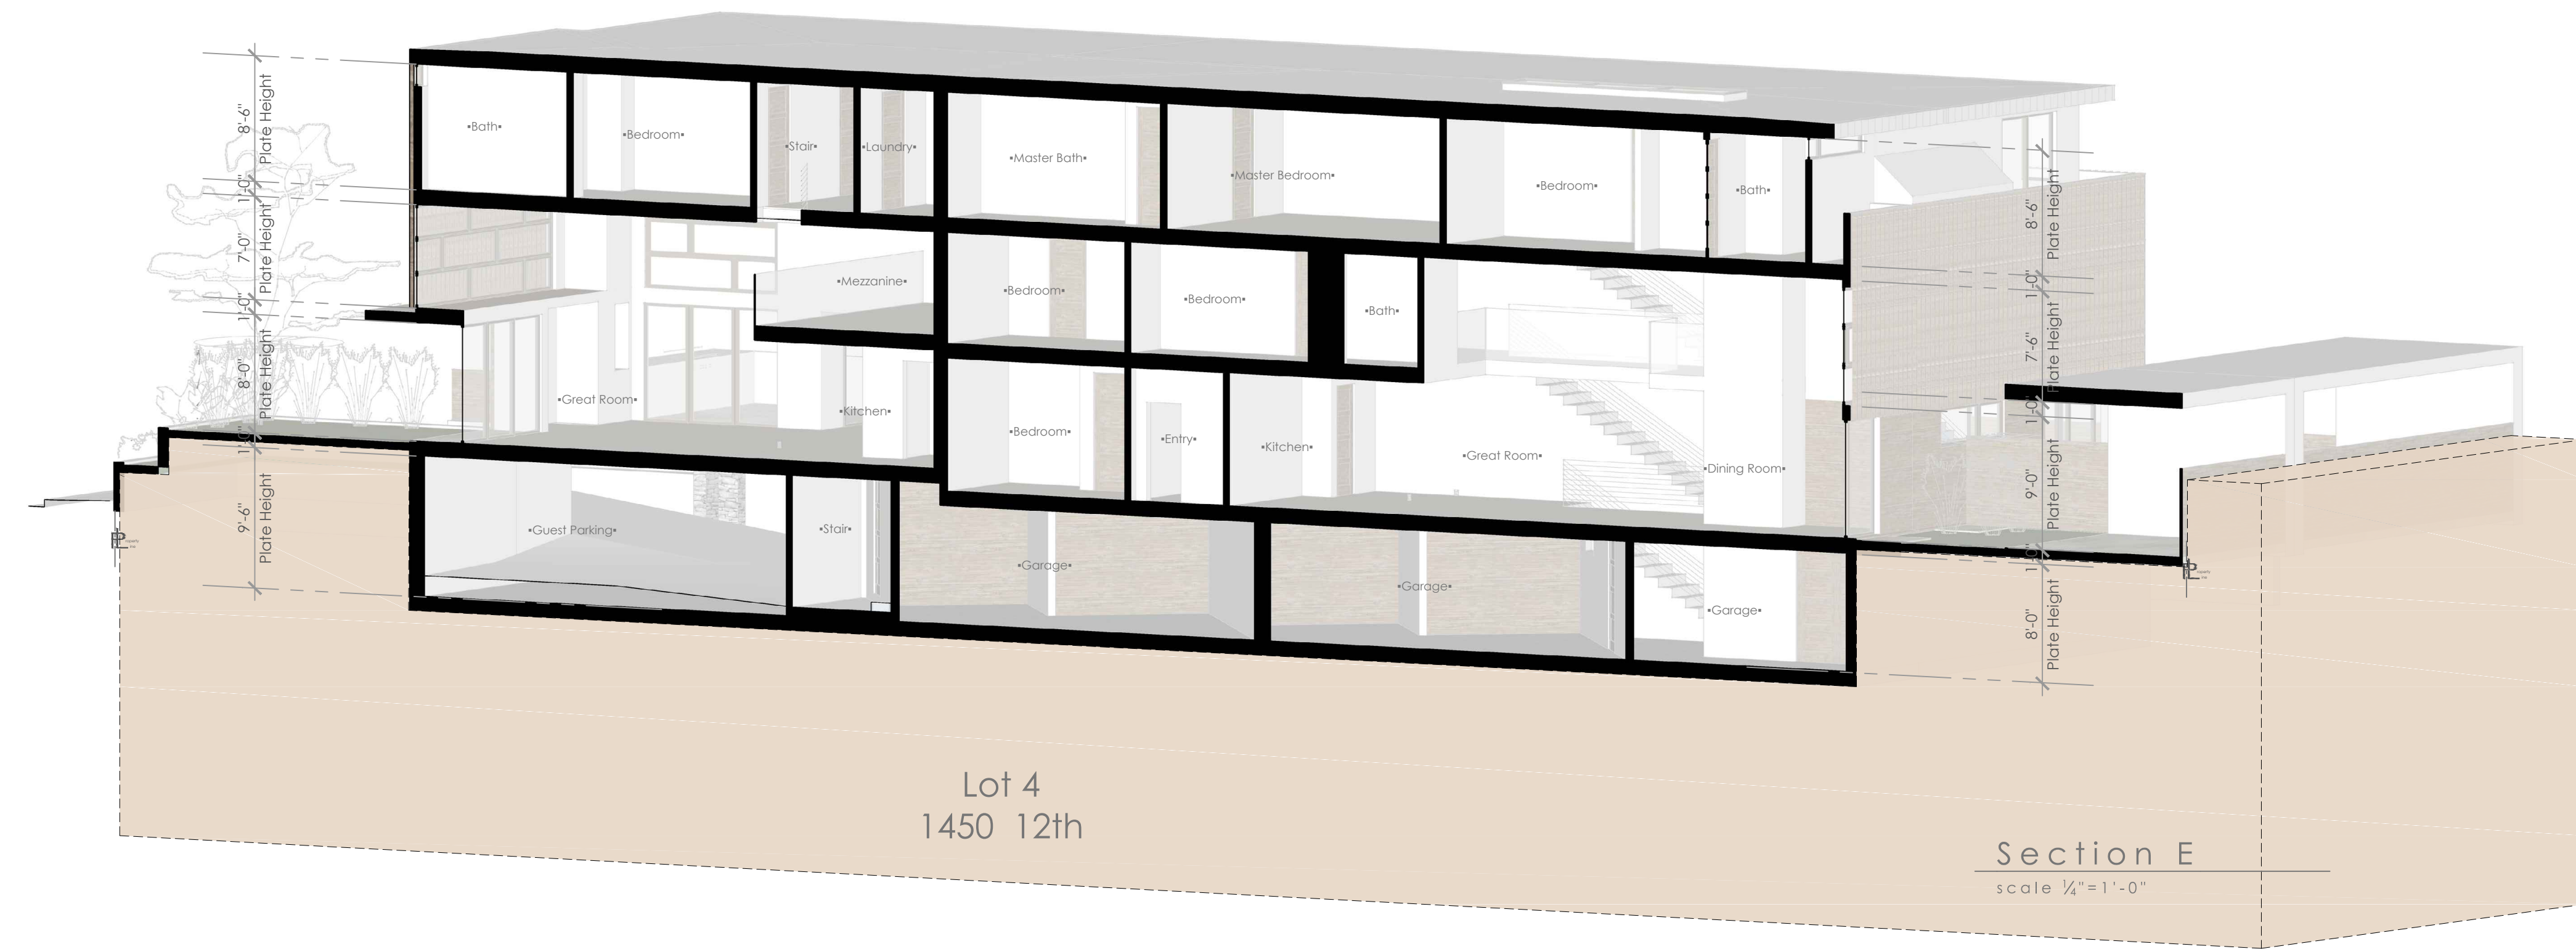 8'-6"
Plate Height
1'-0"
7'-0"
Plate Height
1'-0"
8'-0"
Plate Height
1'-0"
9'-6"
Plate Height
▪Bath▪
▪Bedroom▪
▪Stair▪
▪Laundry▪
▪Master Bath▪
▪Master Bedroom▪
▪Bedroom▪
▪Bath▪
▪Mezzanine▪
▪Bedroom▪
▪Bedroom▪
▪Bath▪
▪Great Room▪
▪Kitchen▪
▪Bedroom▪
▪Entry▪
▪Kitchen▪
▪Great Room▪
▪Dining Room▪
▪Guest Parking▪
▪Stair▪
▪Garage▪
▪Garage▪
▪Garage▪
8'-6"
Plate Height
1'-0"
7'-6"
Plate Height
1'-0"
9'-0"
Plate Height
1'-0"
8'-0"
Plate Height
Lot 4
1450 12th
Section E
scale ¼"=1'-0"